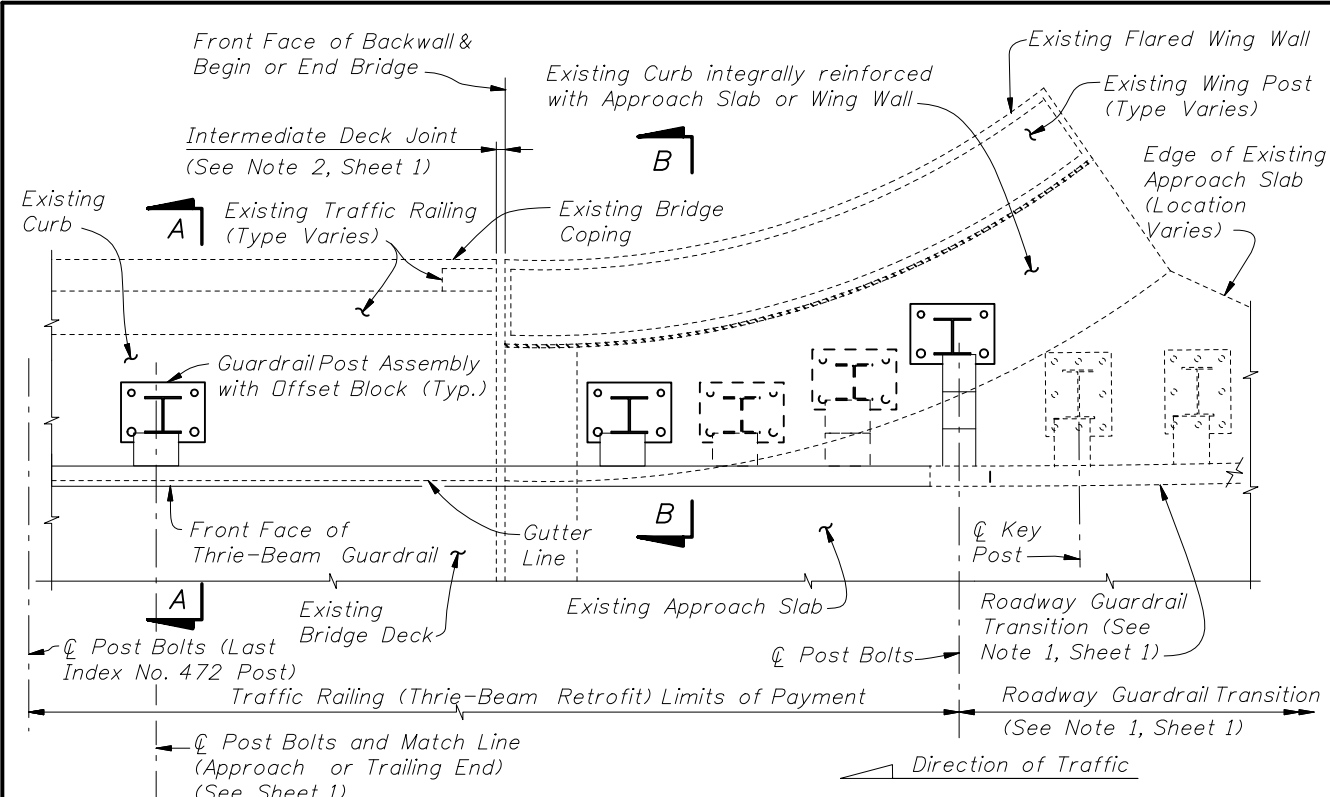 Front Face of Backwall &
Begin or End Bridge
Existing Flared Wing Wall
Existing Curb integrally reinforced
with Approach Slab or Wing Wall
Existing Wing Post
(Type Varies)
Intermediate Deck Joint
(See Note 2, Sheet 1)
B
Edge of Existing
Approach Slab
(Location
Varies)
Existing
Curb
A
Existing Traffic Railing
(Type Varies)
Existing Bridge
Coping
Guardrail Post Assembly
with Offset Block (Typ.)
Front Face of
Thrie-Beam Guardrail
Gutter
Line
B
℄ Key
Post
A
Existing
Bridge Deck
Existing Approach Slab
Roadway Guardrail
Transition (See
Note 1, Sheet 1)
℄ Post Bolts (Last
Index No. 472 Post)
℄ Post Bolts
Traffic Railing (Thrie-Beam Retrofit) Limits of Payment
Roadway Guardrail Transition
(See Note 1, Sheet 1)
℄ Post Bolts and Match Line
(Approach or Trailing End)
(See Sheet 1)
Direction of Traffic